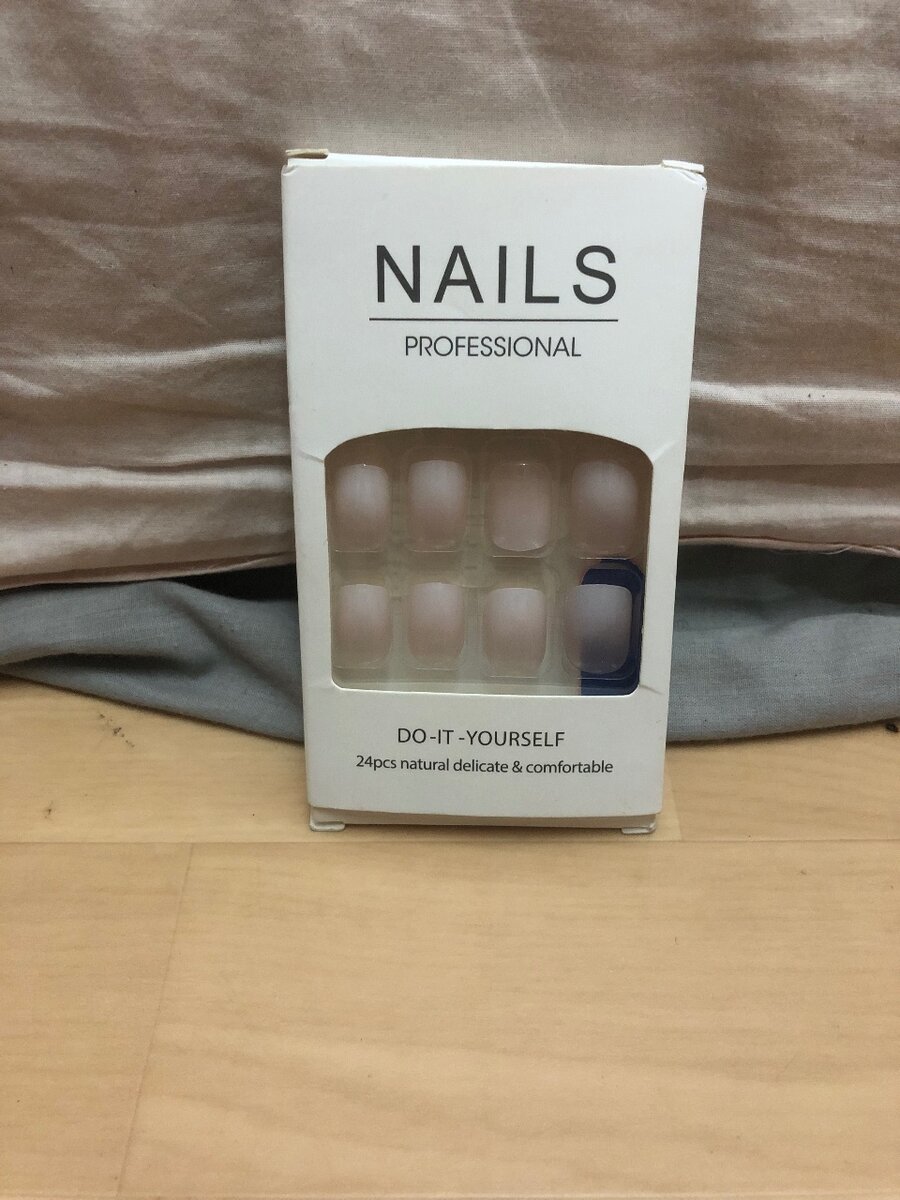 NAILS
PROFESSIONAL
DO-IT-YOURSELF
24pcs natural delicate & comfortable